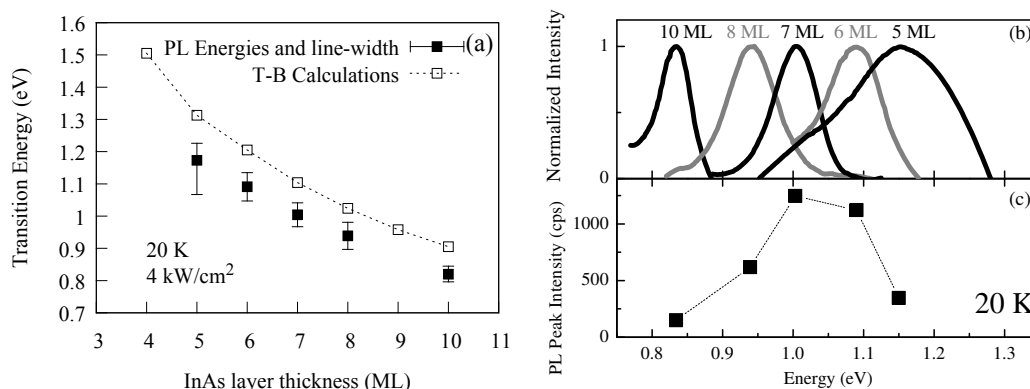 1.6
1.5
1.4
1.3
1.2
1.1
1
0.9
0.8
0.7
Transition Energy (eV)
PL Energies and line-width
T-B Calculations
(a)
20 K
4 kW/cm²
3 4 5 6 7 8 9 10 11
InAs layer thickness (ML)
10 ML 8 ML 7 ML 6 ML 5 ML
(b)
1
0
Normalized Intensity
(c)
1000
500
0
PL Peak Intensity (cps)
20 K
0.8 0.9 1.0 1.1 1.2 1.3
Energy (eV)